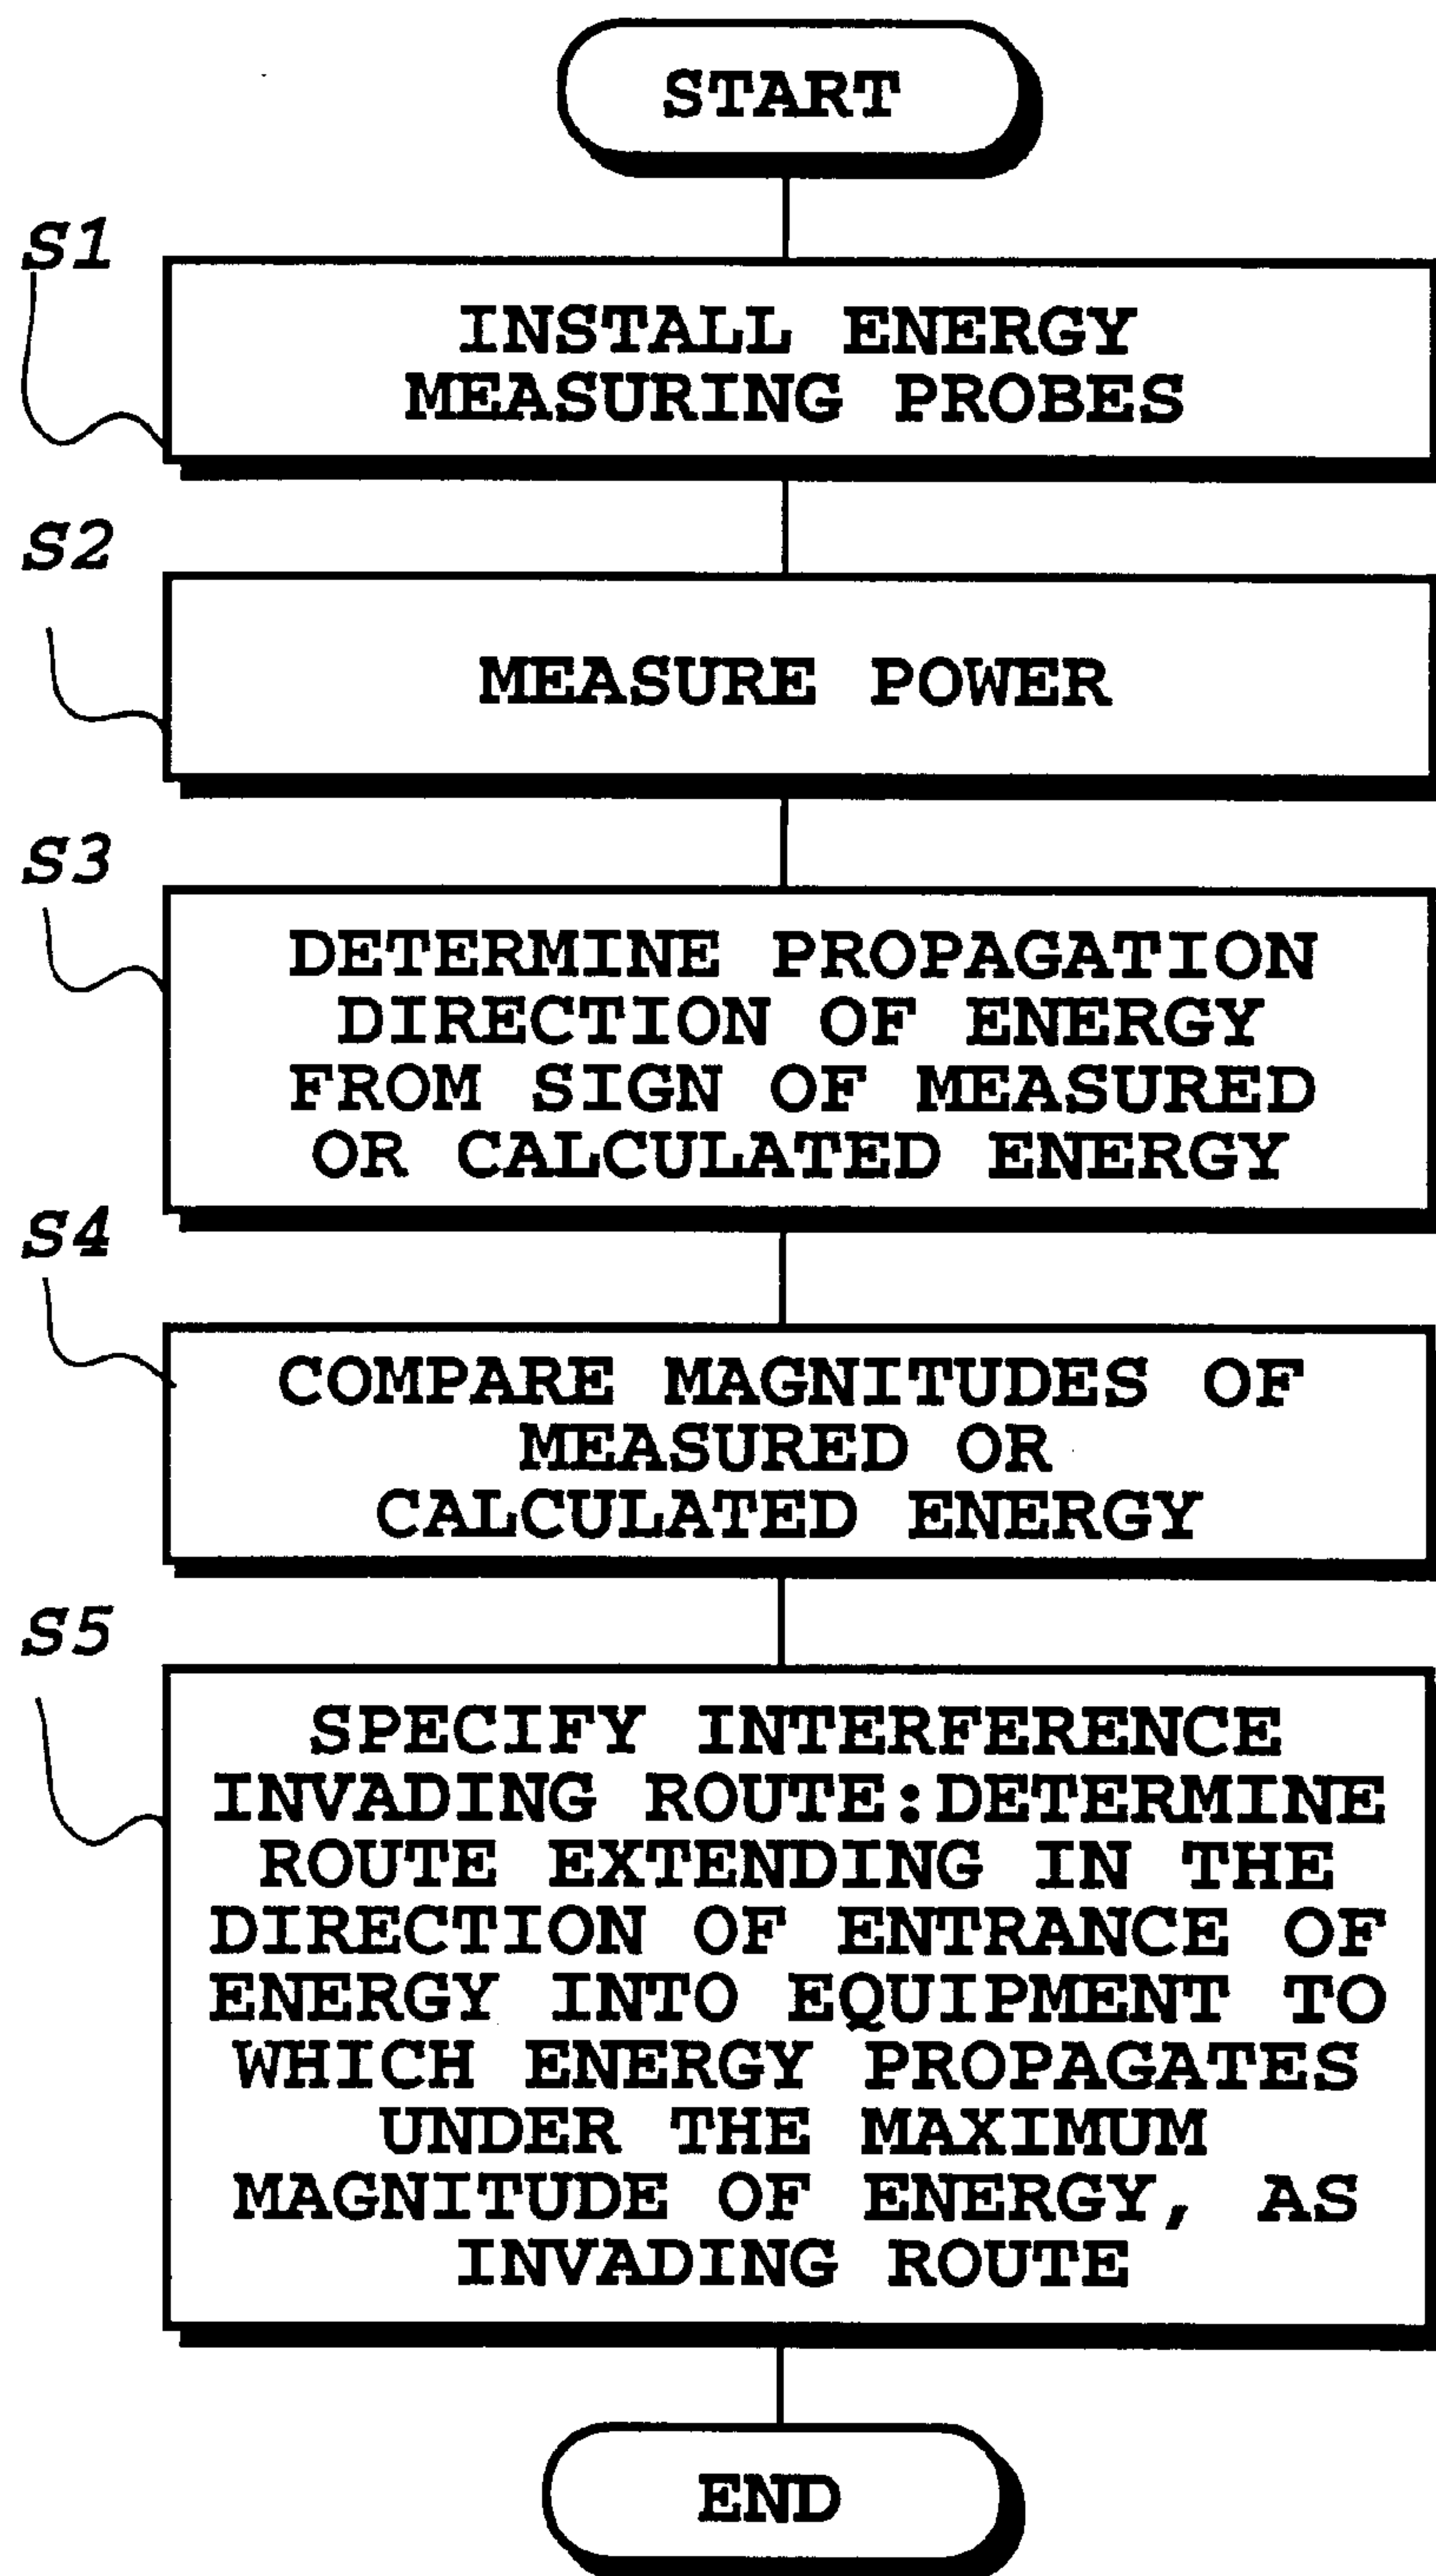 START
S1
INSTALL ENERGY
MEASURING PROBES
S2
MEASURE POWER
S3
DETERMINE PROPAGATION
DIRECTION OF ENERGY
FROM SIGN OF MEASURED
OR CALCULATED ENERGY
S4
COMPARE MAGNITUDES OF
MEASURED OR
CALCULATED ENERGY
S5
SPECIFY INTERFERENCE
INVADING ROUTE:DETERMINE
ROUTE EXTENDING IN THE
DIRECTION OF ENTRANCE OF
ENERGY INTO EQUIPMENT TO
WHICH ENERGY PROPAGATES
UNDER THE MAXIMUM
MAGNITUDE OF ENERGY, AS
INVADING ROUTE
END